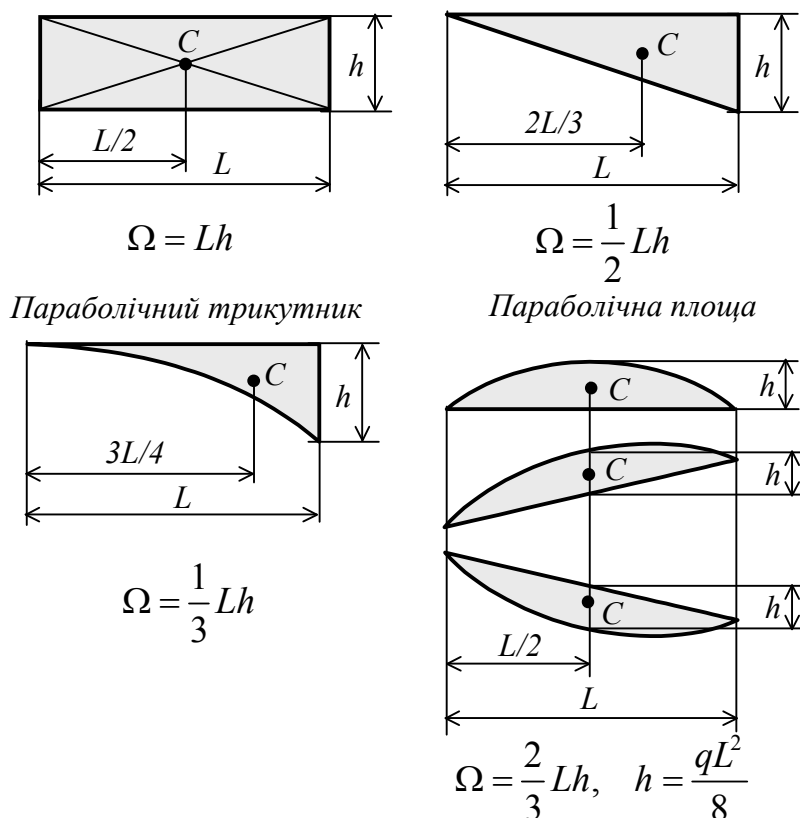 C
h
L/2
L
Ω = Lh
C
h
2L/3
L
Ω = 1/2 Lh
Параболічний трикутник
C
h
3L/4
L
Ω = 1/3 Lh
Параболічна площа
C
h
C
h
C
h
L/2
L
Ω = 2/3 Lh, h = qL²/8